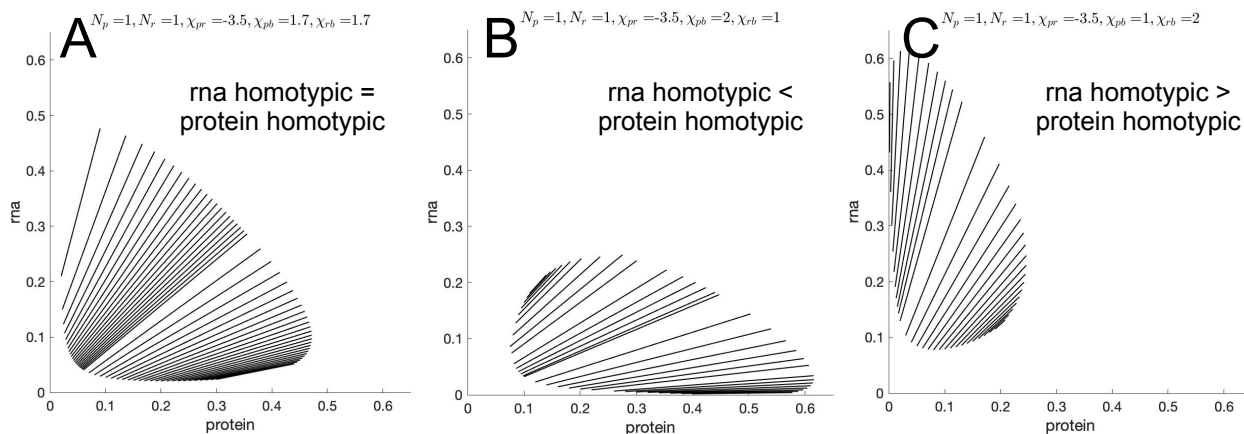 A
N_p =1, N_r =1, χ_pr =-3.5, χ_pb =1.7, χ_rb =1.7
rna homotypic =
protein homotypic
0.6
0.5
0.4
0.3
0.2
0.1
0
rna
0 0.1 0.2 0.3 0.4 0.5 0.6
protein
B
N_p =1, N_r =1, χ_pr =-3.5, χ_pb =2, χ_rb =1
rna homotypic <
protein homotypic
0.6
0.5
0.4
0.3
0.2
0.1
0
rna
0 0.1 0.2 0.3 0.4 0.5 0.6
protein
C
N_p =1, N_r =1, χ_pr =-3.5, χ_pb =1, χ_rb =2
rna homotypic >
protein homotypic
0.6
0.5
0.4
0.3
0.2
0.1
0
rna
0 0.1 0.2 0.3 0.4 0.5 0.6
protein